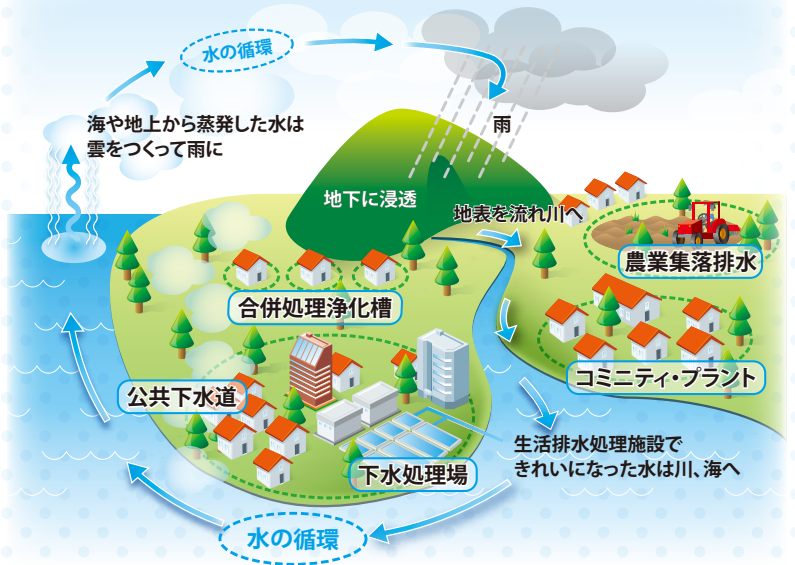 水の循環
海や地上から蒸発した水は
雲をつくって雨に
雨
地下に浸透
地表を流れ川へ
農業集落排水
合併処理浄化槽
コミニティ・プラント
公共下水道
生活排水処理施設で
きれいになった水は川、海へ
下水処理場
水の循環